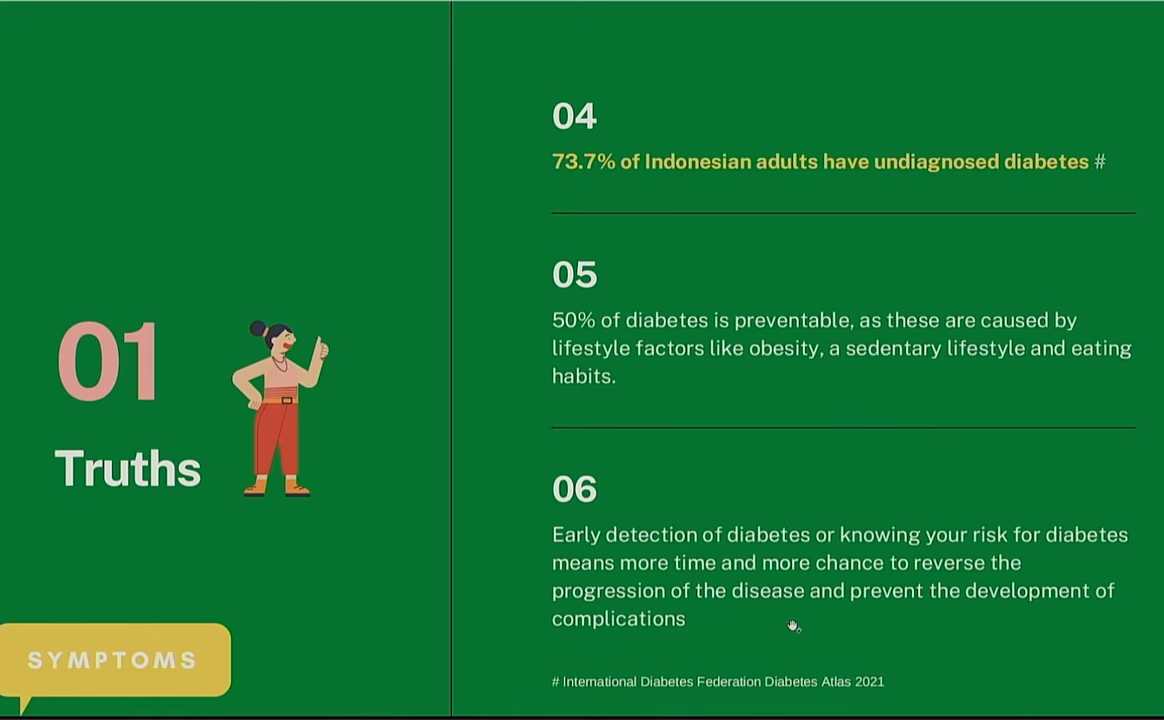 01
Truths
SYMPTOMS
04
73.7% of Indonesian adults have undiagnosed diabetes #
05
50% of diabetes is preventable, as these are caused by
lifestyle factors like obesity, a sedentary lifestyle and eating
habits.
06
Early detection of diabetes or knowing your risk for diabetes
means more time and more chance to reverse the
progression of the disease and prevent the development of
complications
# International Diabetes Federation Diabetes Atlas 2021